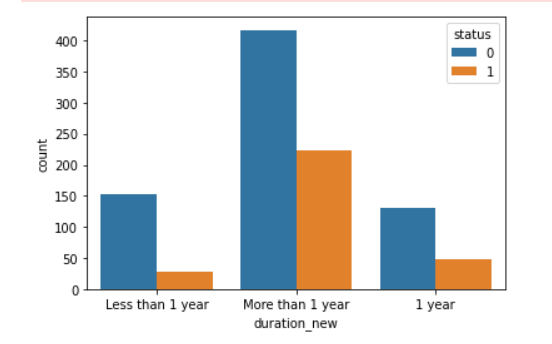 status
0
1
400
350
300
250
200
150
100
50
0
count
Less than 1 year
More than 1 year
1 year
duration_new